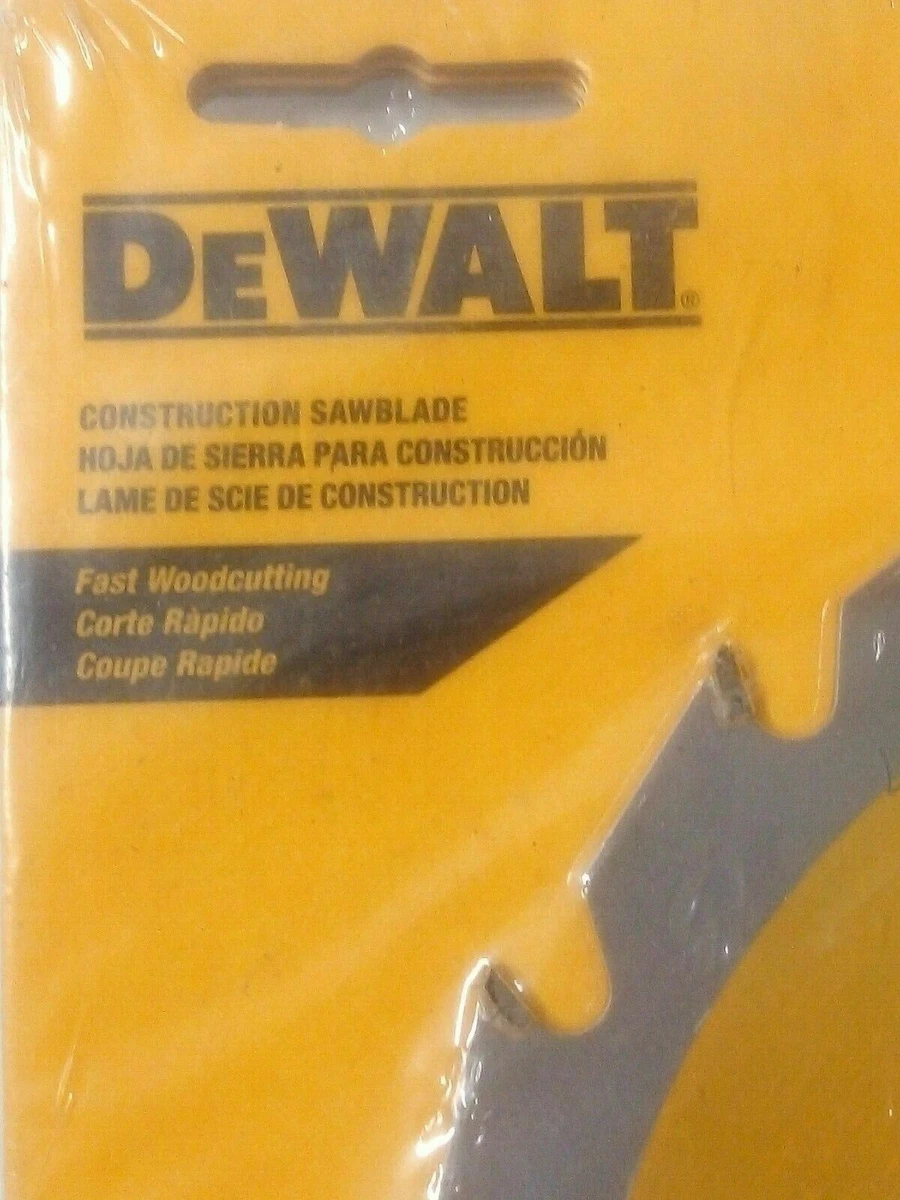 DEWALT®
CONSTRUCTION SAWBLADE
HOJA DE SIERRA PARA CONSTRUCCIÓN
LAME DE SCIE DE CONSTRUCTION
Fast Woodcutting
Corte Ràpido
Coupe Rapide